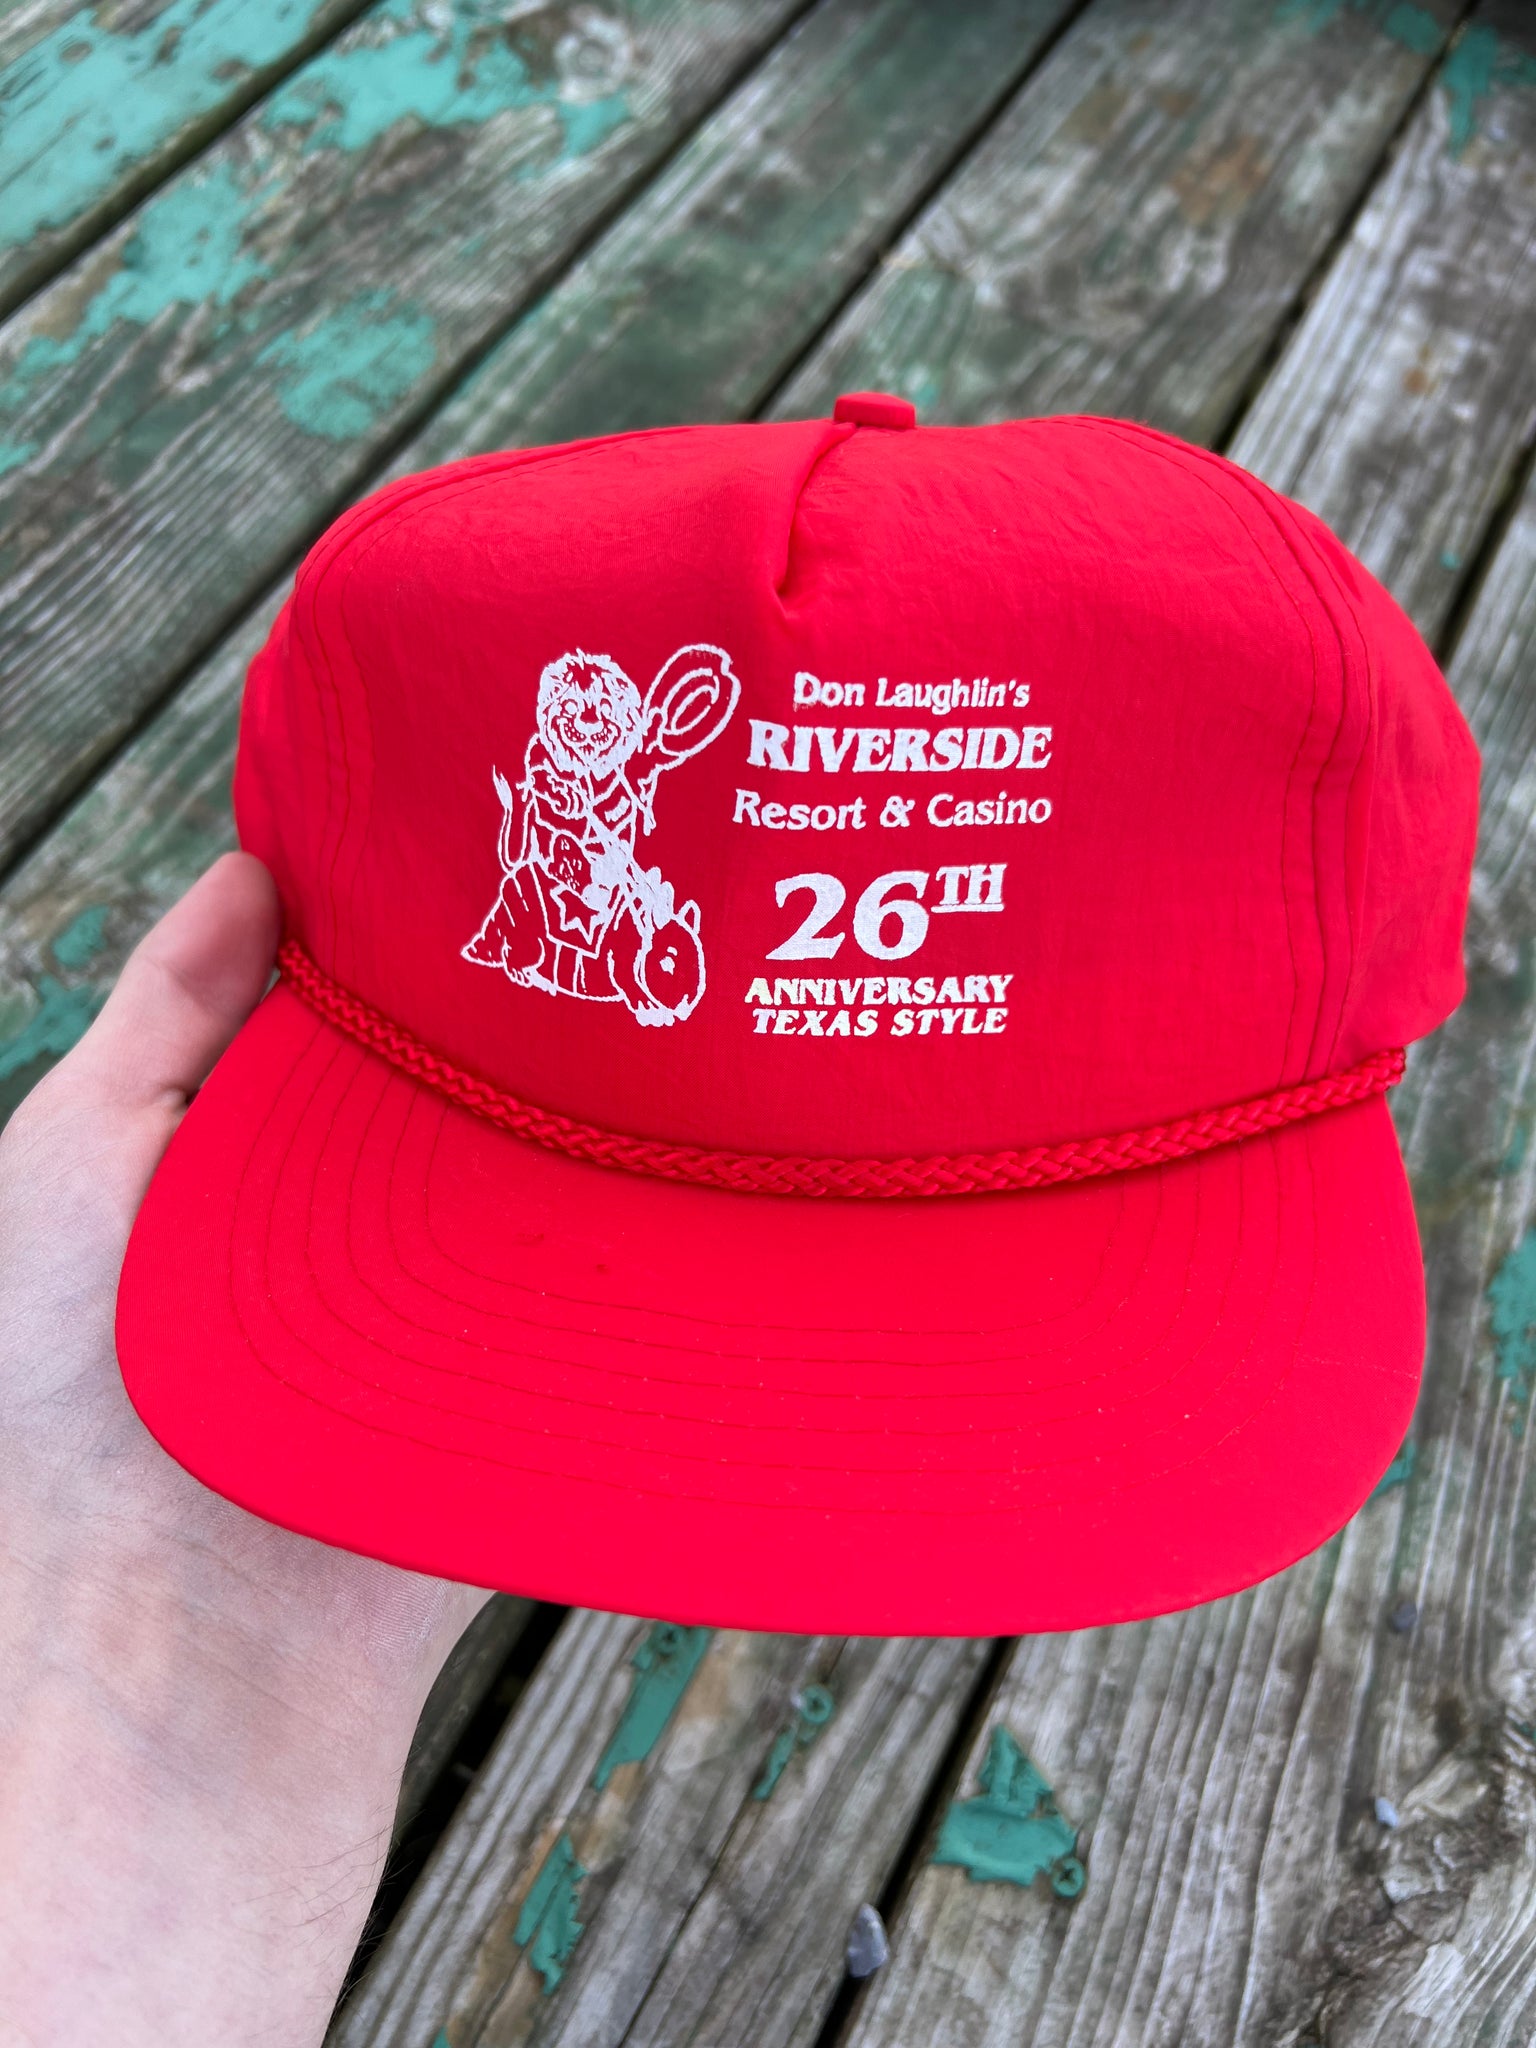 Don Laughlin's
RIVERSIDE
Resort & Casino
26TH
ANNIVERSARY
TEXAS STYLE